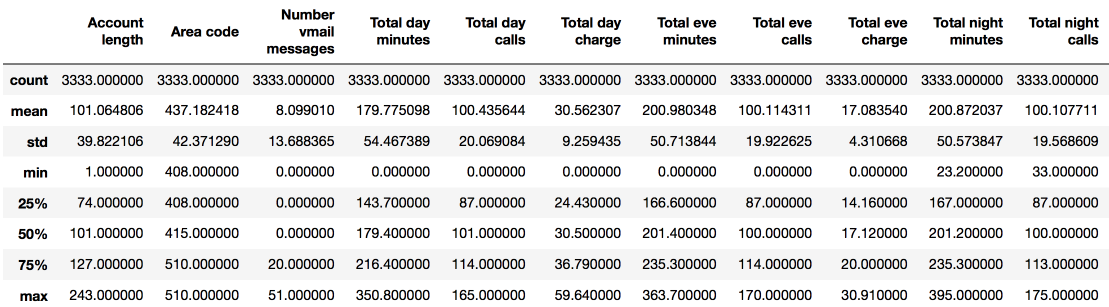 Account length Area code Number vmail messages Total day minutes Total day calls Total day charge Total eve minutes Total eve calls Total eve charge Total night minutes Total night calls
count 3333.000000 3333.000000 3333.000000 3333.000000 3333.000000 3333.000000 3333.000000 3333.000000 3333.000000 3333.000000 3333.000000
mean 101.064806 437.182418 8.099010 179.775098 100.435644 30.562307 200.980348 100.114311 17.083540 200.872037 100.107711
std 39.822106 42.371290 13.688365 54.467389 20.069084 9.259435 50.713844 19.922625 4.310668 50.573847 19.568609
min 1.000000 408.000000 0.000000 0.000000 0.000000 0.000000 0.000000 0.000000 0.000000 23.200000 33.000000
25% 74.000000 408.000000 0.000000 143.700000 87.000000 24.430000 166.600000 87.000000 14.160000 167.000000 87.000000
50% 101.000000 415.000000 0.000000 179.400000 101.000000 30.500000 201.400000 100.000000 17.120000 201.200000 100.000000
75% 127.000000 510.000000 20.000000 216.400000 114.000000 36.790000 235.300000 114.000000 20.000000 235.300000 113.000000
max 243.000000 510.000000 51.000000 350.800000 165.000000 59.640000 363.700000 170.000000 30.910000 395.000000 175.000000